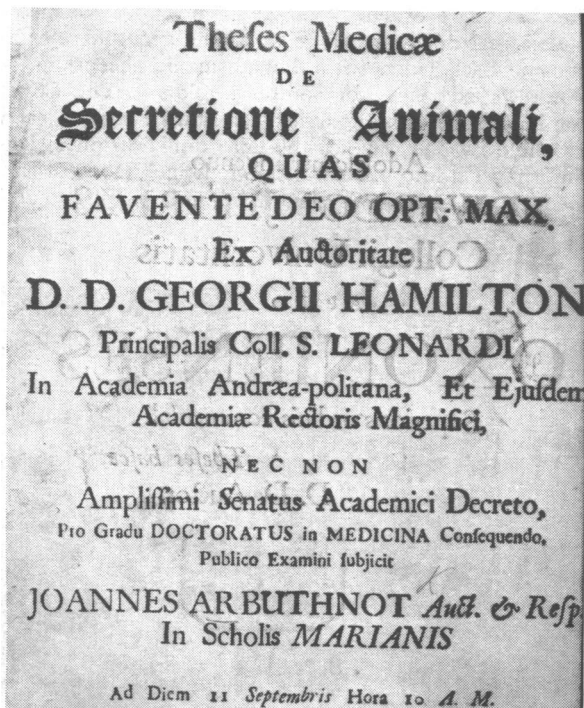 Theſes Medicæ
DE
Secretione Animali,
QUAS
FAVENTE DEO OPT: MAX.
Ex Auctoritate
D. D. GEORGII HAMILTON
Principalis Coll. S. LEONARDI
In Academia Andræa-politana, Et Ejuſdem
Academiæ Rectoris Magnifici,
NEC NON
Ampliſſimi Senatus Academici Decreto,
Pro Gradu DOCTORATUS in MEDICINA Conſequendo,
Publico Examini ſubjicit
JOANNES ARBUTHNOT Auct. & Reſp.
In Scholis MARIANIS
Ad Diem 11 Septembris Hora 10 A. M.